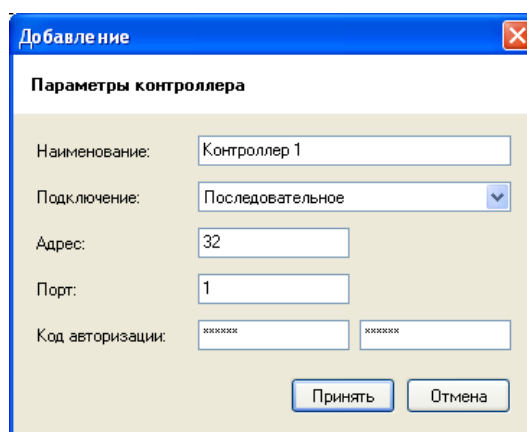 Добавление
Параметры контроллера
Наименование: Контроллер 1
Подключение: Последовательное
Адрес: 32
Порт: 1
Код авторизации: ****** ******
Принять Отмена